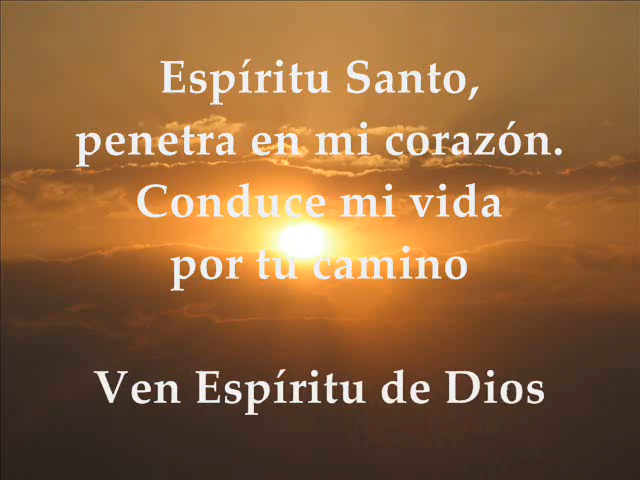 Espíritu Santo,
penetra en mi corazón.
Conduce mi vida
por tu camino
Ven Espíritu de Dios